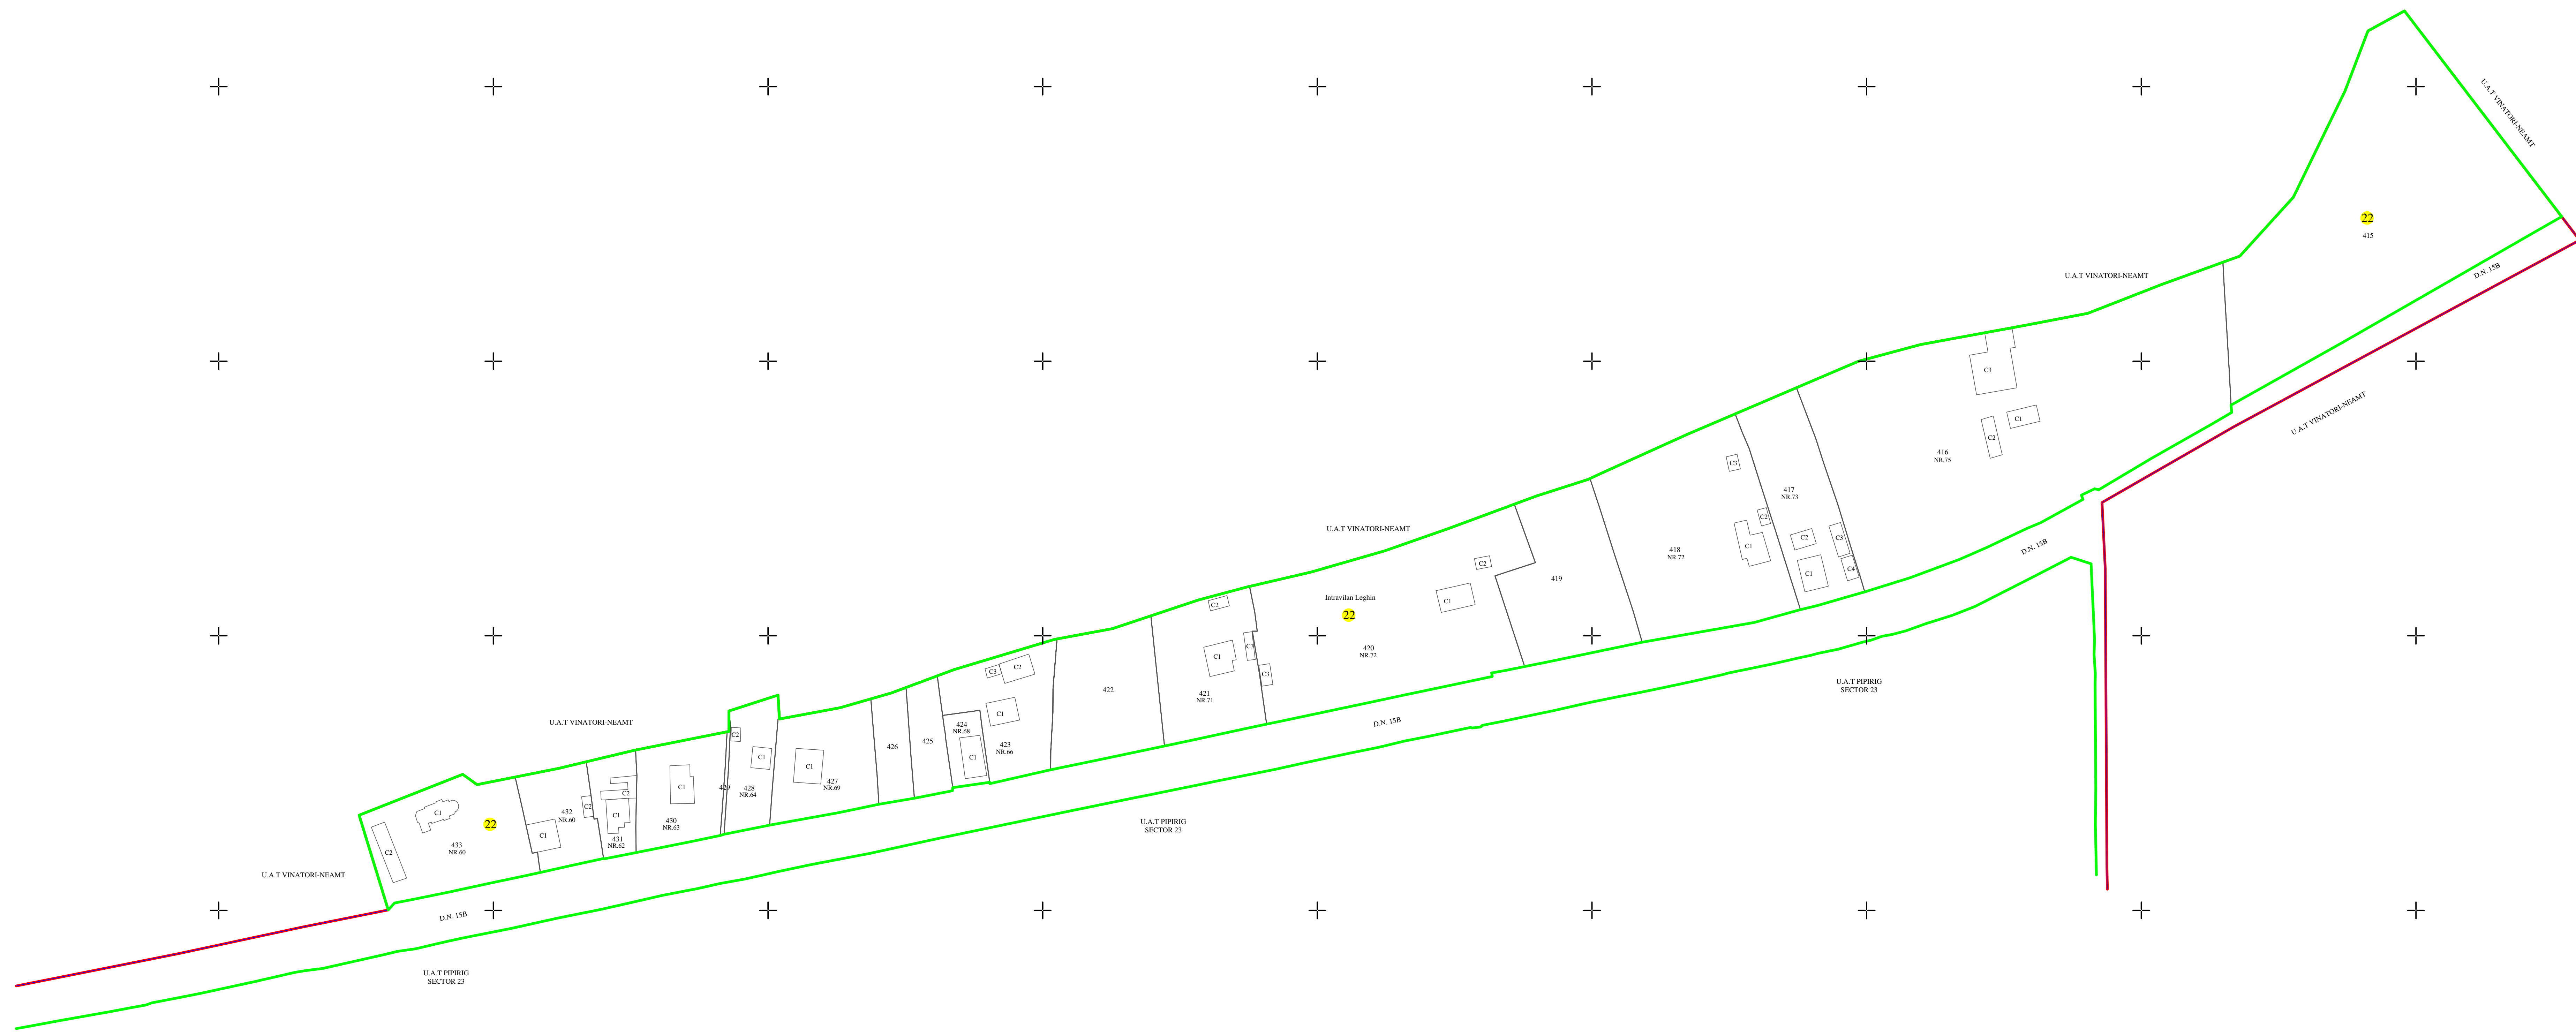 U.A.T VINATORI-NEAMT
22
415
D.N. 15B
U.A.T VINATORI-NEAMT
U.A.T VINATORI-NEAMT
C3
C1
C2
416
NR.75
D.N. 15B
417
NR.73
C2
C3
C1
C4
C3
C2
C1
418
NR.72
U.A.T PIPIRIG
SECTOR 23
419
U.A.T VINATORI-NEAMT
C2
C1
Intravilan Leghin
22
420
NR.72
C3
D.N. 15B
C2
C1
C3
421
NR.71
422
U.A.T PIPIRIG
SECTOR 23
C3
C2
C1
423
NR.66
424
NR.68
C1
425
426
C1
427
NR.69
C2
C1
428
NR.64
429
U.A.T VINATORI-NEAMT
C1
430
NR.63
C2
C1
431
NR.62
C2
432
NR.60
C1
22
C1
433
NR.60
C2
U.A.T VINATORI-NEAMT
D.N. 15B
U.A.T PIPIRIG
SECTOR 23